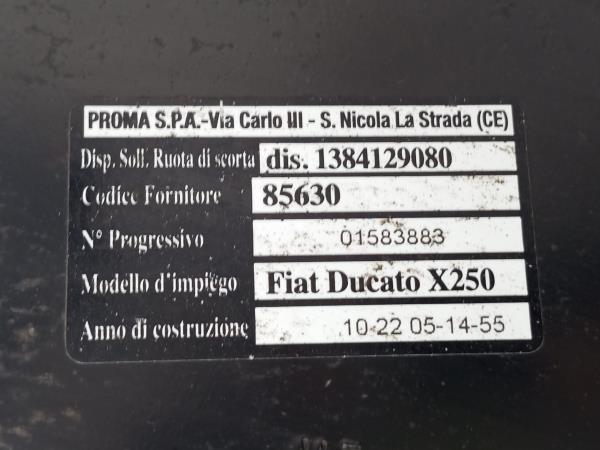 PROMA S.P.A.-Via Carlo III - S. Nicola La Strada (CE)
Disp. Soll. Ruota di scorta dis. 1384129080
Codice Fornitore 85630
N° Progressivo 01583883
Modello d'impiego Fiat Ducato X250
Anno di costruzione 10-22 05-14-55